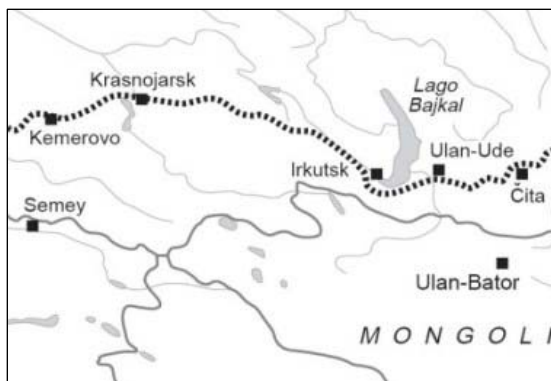 Krasnojarsk
Kemerovo
Lago
Bajkal
Irkutsk
Ulan-Ude
Čita
Semey
Ulan-Bator
MONGOLI